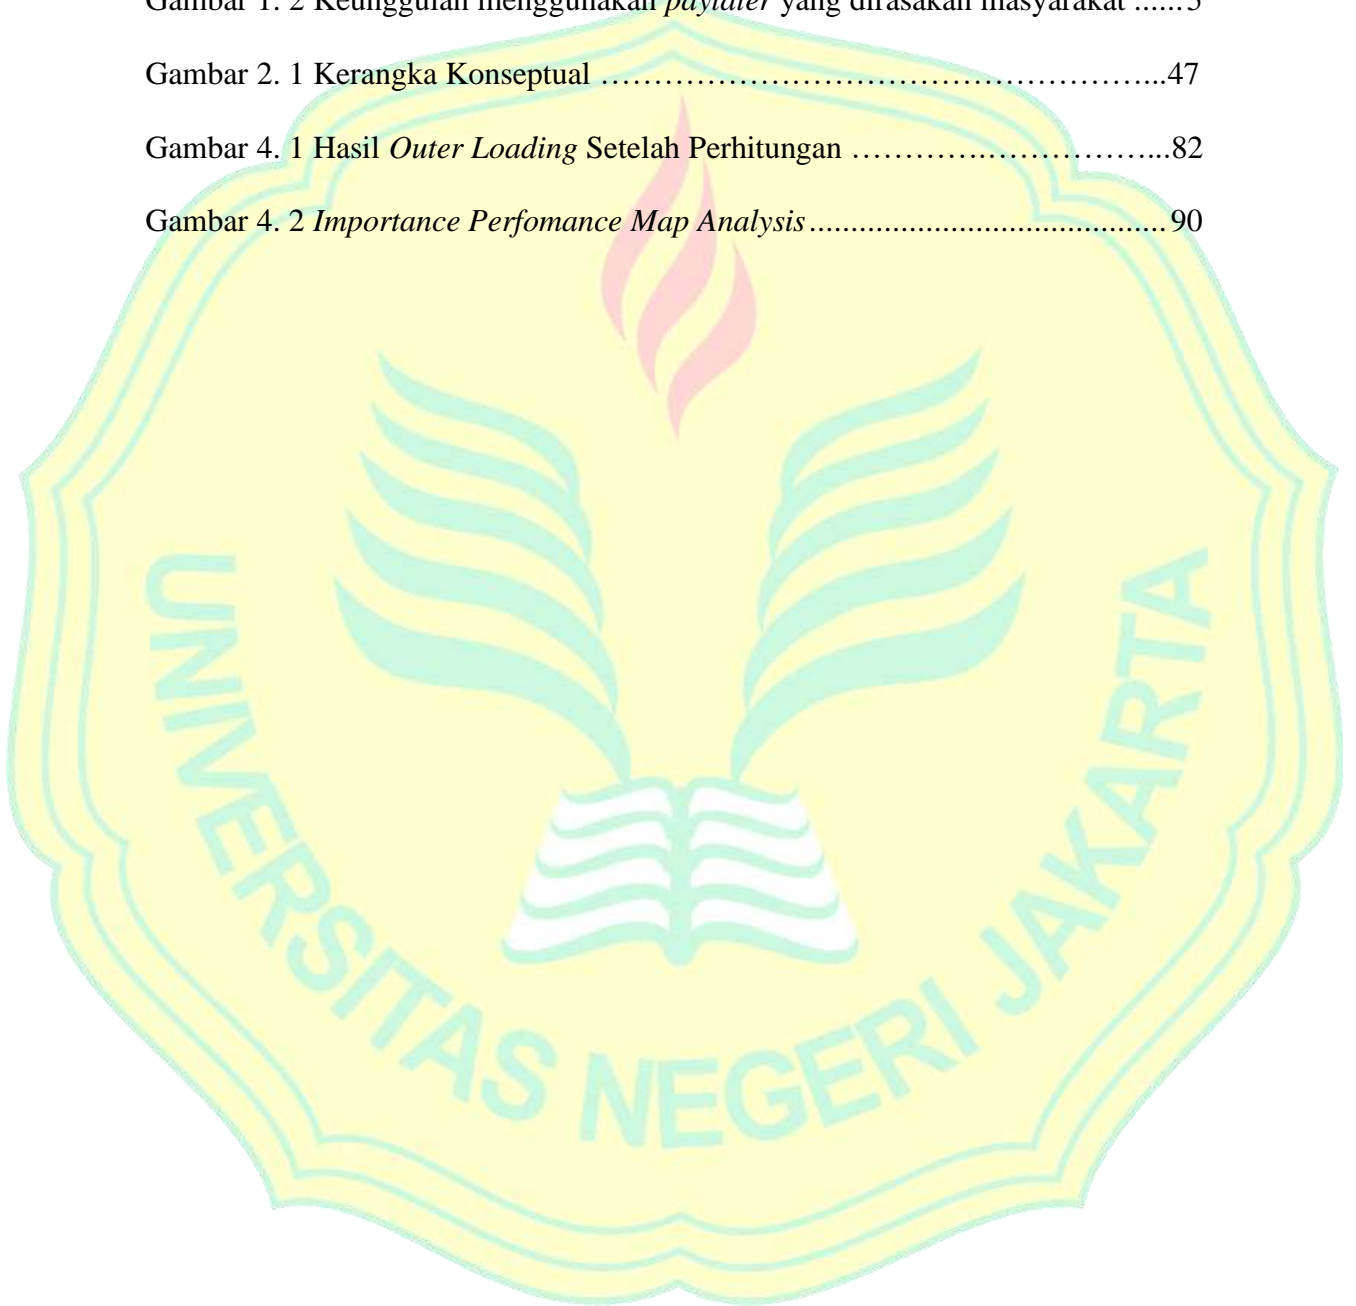 Gambar 1. 2 Keunggulan menggunakan paylater yang dirasakan masyarakat ......5
Gambar 2. 1 Kerangka Konseptual …………………………………………………...47
Gambar 4. 1 Hasil Outer Loading Setelah Perhitungan ………….……………...82
Gambar 4. 2 Importance Perfomance Map Analysis.........................................90
UNIVERSITAS NEGERI JAKARTA